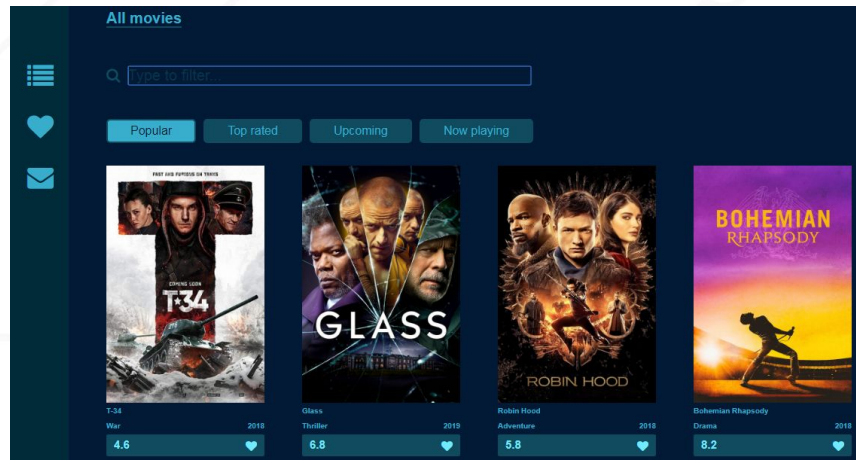 All movies
Type to filter...
Popular Top rated Upcoming Now playing
FAST AND FURIOUS ON TANKS
COMING SOON
T★34
GLASS
ROBIN HOOD
BOHEMIAN
RHAPSODY
T-34 Glass Robin Hood Bohemian Rhapsody
War 2018 Thriller 2019 Adventure 2018 Drama 2018
4.6 6.8 5.8 8.2